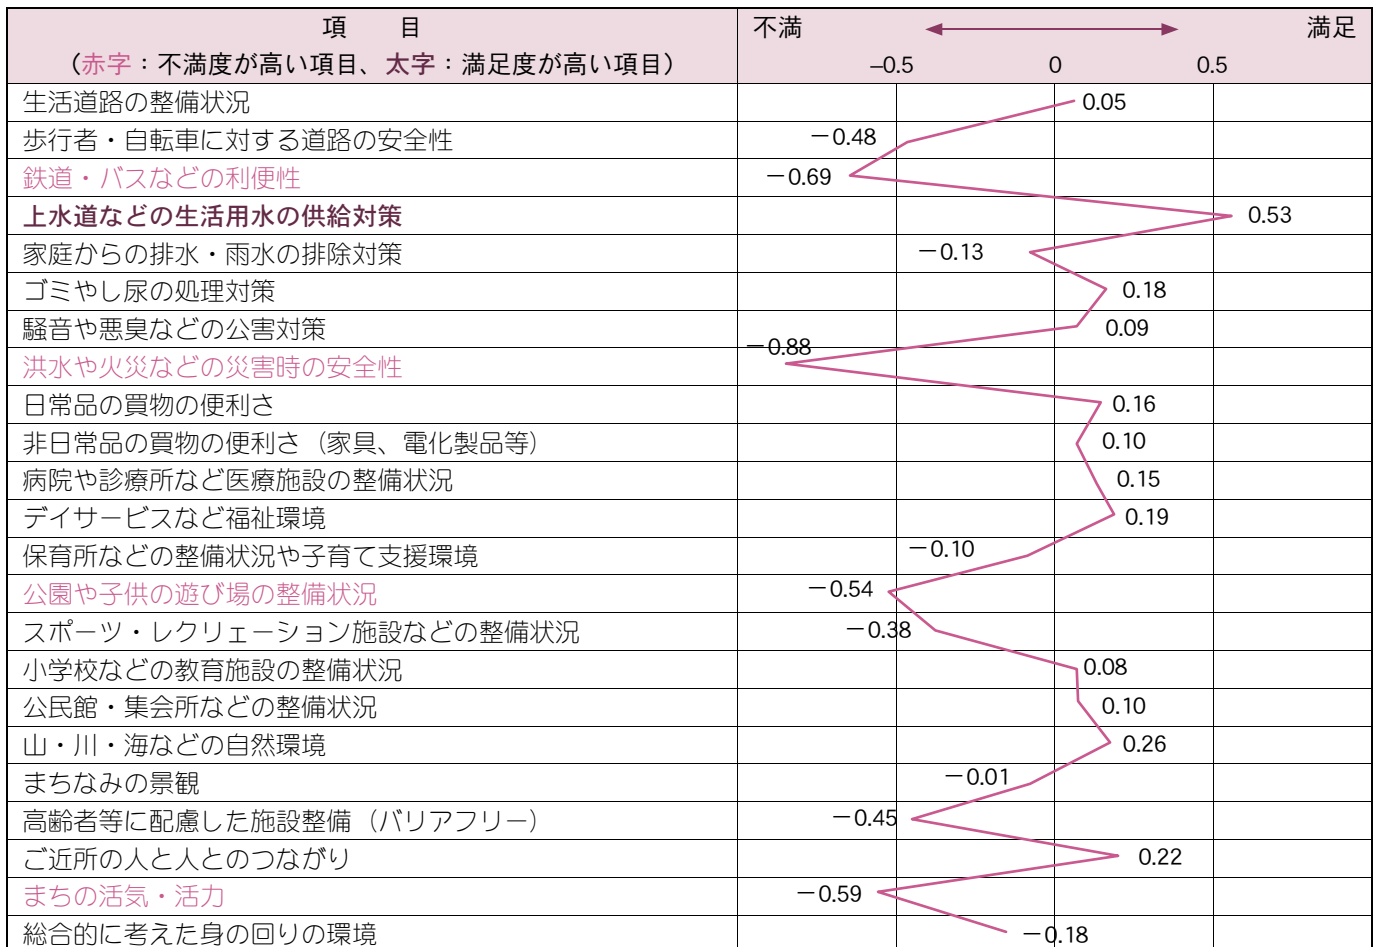 項　目 不満 満足
（赤字：不満度が高い項目、太字：満足度が高い項目） –0.5 0 0.5
生活道路の整備状況 0.05
歩行者・自転車に対する道路の安全性 －0.48
鉄道・バスなどの利便性 －0.69
上水道などの生活用水の供給対策 0.53
家庭からの排水・雨水の排除対策 －0.13
ゴミやし尿の処理対策 0.18
騒音や悪臭などの公害対策 0.09
洪水や火災などの災害時の安全性 －0.88
日常品の買物の便利さ 0.16
非日常品の買物の便利さ（家具、電化製品等） 0.10
病院や診療所など医療施設の整備状況 0.15
デイサービスなど福祉環境 0.19
保育所などの整備状況や子育て支援環境 －0.10
公園や子供の遊び場の整備状況 －0.54
スポーツ・レクリェーション施設などの整備状況 －0.38
小学校などの教育施設の整備状況 0.08
公民館・集会所などの整備状況 0.10
山・川・海などの自然環境 0.26
まちなみの景観 －0.01
高齢者等に配慮した施設整備（バリアフリー） －0.45
ご近所の人と人とのつながり 0.22
まちの活気・活力 －0.59
総合的に考えた身の回りの環境 －0.18